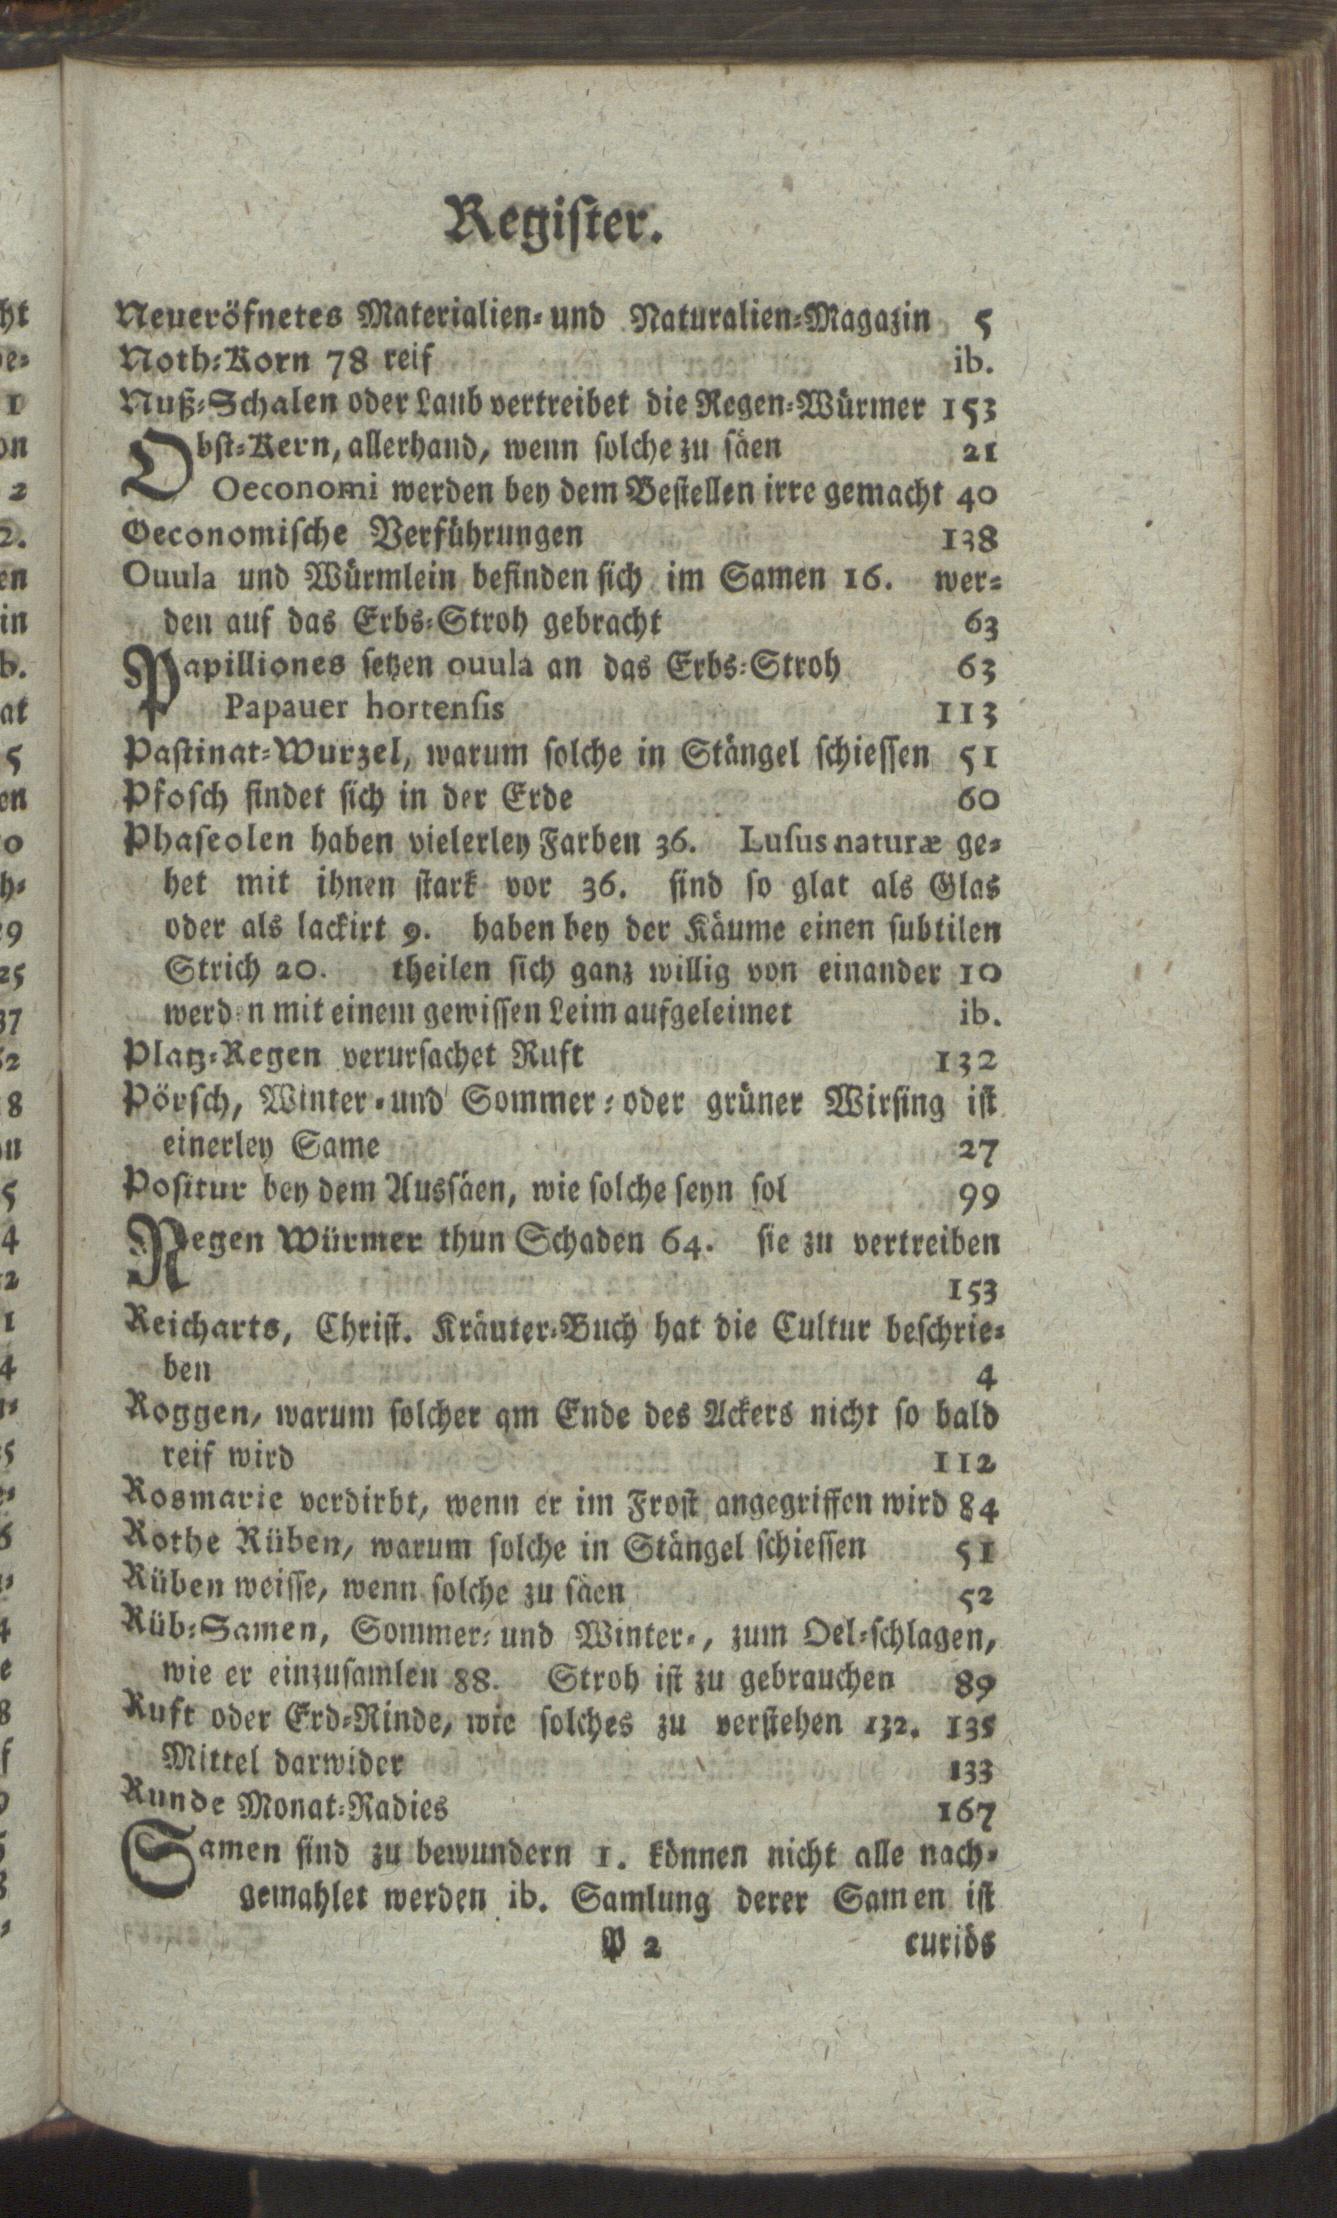 Register.
Neueröfnetes Materialien- und Naturalien-Magazin 5
Noth-Korn 78 reif ib.
Nuß-Schalen oder Laub vertreibet die Regen-Würmer 153
Obst-Kern, allerhand, wenn solche zu säen 21
Oeconomi werden bey dem Bestellen irre gemacht 40
Oeconomische Verführungen 138
Ouula und Würmlein befinden sich im Samen 16. wer-
den auf das Erbs-Stroh gebracht 63
Papilliones setzen ouula an das Erbs-Stroh 63
Papauer hortensis 113
Pastinat-Wurzel, warum solche in Stängel schiessen 51
Pfosch findet sich in der Erde 60
Phaseolen haben vielerley Farben 36. Lusus naturæ ge-
het mit ihnen stark vor 36. sind so glat als Glas
oder als lackirt 9. haben bey der Käume einen subtilen
Strich 20. theilen sich ganz willig von einander 10
werden mit einem gewissen Leim aufgeleimet ib.
Platz-Regen verursachet Ruft 132
Pörsch, Winter- und Sommer- oder grüner Wirsing ist
einerley Same 27
Positur bey dem Aussäen, wie solche seyn sol 99
Regen Würmer thun Schaden 64. sie zu vertreiben
153
Reicharts, Christ. Kräuter-Buch hat die Cultur beschrie-
ben 4
Roggen, warum solcher am Ende des Ackers nicht so bald
reif wird 112
Rosmarie verdirbt, wenn er im Frost angegriffen wird 84
Rothe Rüben, warum solche in Stängel schiessen 51
Rüben weisse, wenn solche zu säen 52
Rüb-Samen, Sommer- und Winter-, zum Oel-schlagen,
wie er einzusamlen 88. Stroh ist zu gebrauchen 89
Ruft oder Erd-Rinde, wie solches zu verstehen 132. 135
Mittel darwider 133
Runde Monat-Radies 167
Samen sind zu bewundern 1. können nicht alle nach-
gemahlet werden ib. Samlung derer Samen ist
P 2 curiös